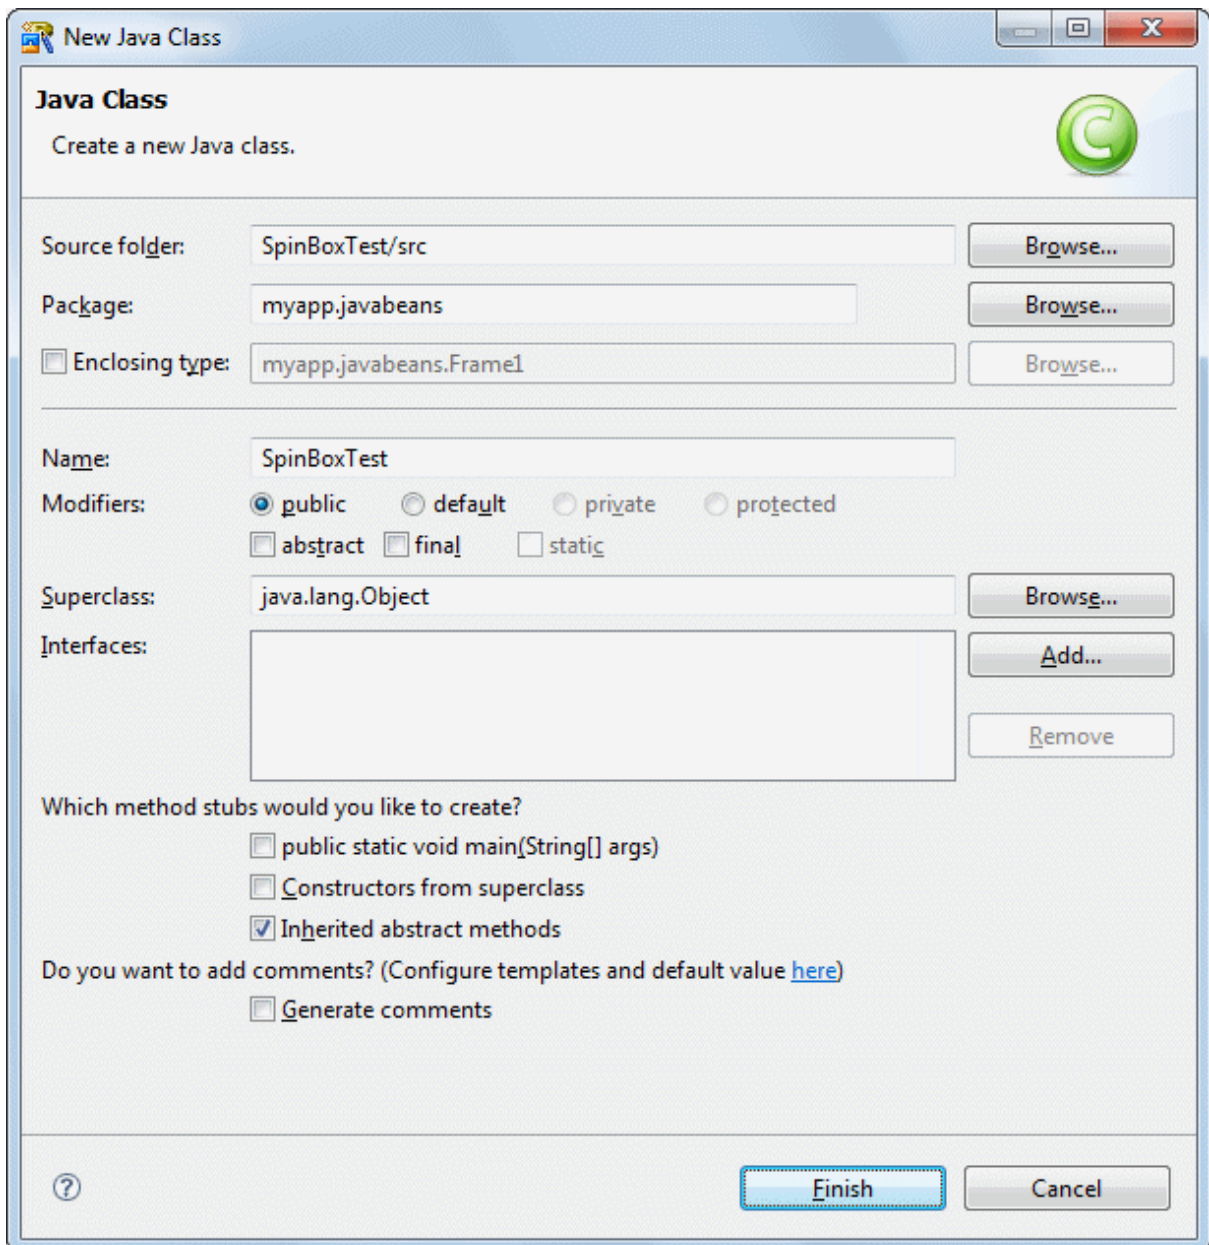 New Java Class
Java Class
Create a new Java class.
Source folder: SpinBoxTest/src Browse...
Package: myapp.javabeans Browse...
Enclosing type: myapp.javabeans.Frame1 Browse...
Name: SpinBoxTest
Modifiers: public default private protected
abstract final static
Superclass: java.lang.Object Browse...
Interfaces: Add...
Remove
Which method stubs would you like to create?
public static void main(String[] args)
Constructors from superclass
Inherited abstract methods
Do you want to add comments? (Configure templates and default value here)
Generate comments
Finish Cancel